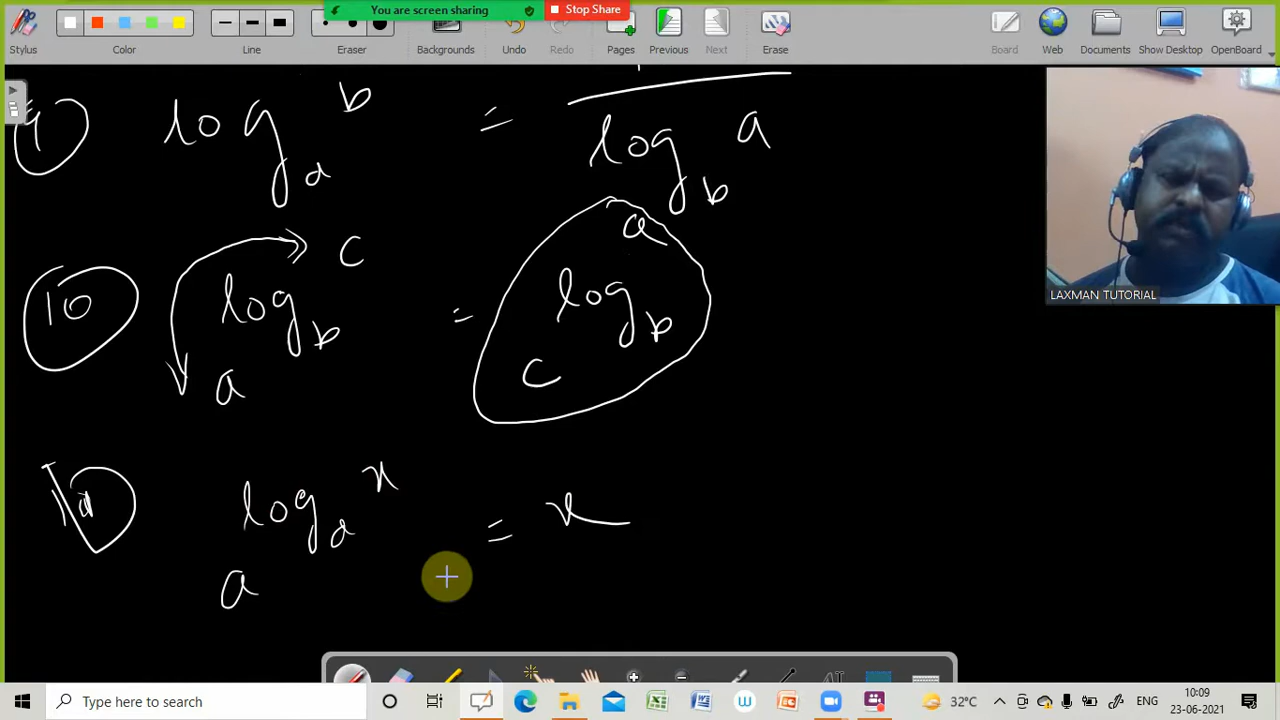 You are screen sharing Stop Share
Stylus Color Line Eraser Backgrounds Undo Redo Pages Previous Next Erase Board Web Documents Show Desktop OpenBoard
log_a b = ―/log_b a
LAXMAN TUTORIAL
10 a^(log_b c) = c^(log_b a)
a^(log_a x) = x
Type here to search
32°C ENG 10:09
23-06-2021